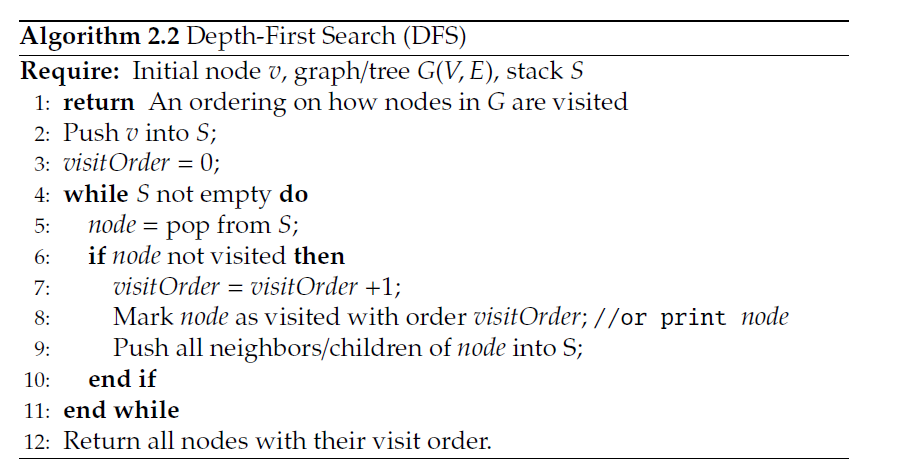 Algorithm 2.2 Depth-First Search (DFS)
Require: Initial node v, graph/tree G(V, E), stack S
1: return An ordering on how nodes in G are visited
2: Push v into S;
3: visitOrder = 0;
4: while S not empty do
5: node = pop from S;
6: if node not visited then
7: visitOrder = visitOrder +1;
8: Mark node as visited with order visitOrder; //or print node
9: Push all neighbors/children of node into S;
10: end if
11: end while
12: Return all nodes with their visit order.